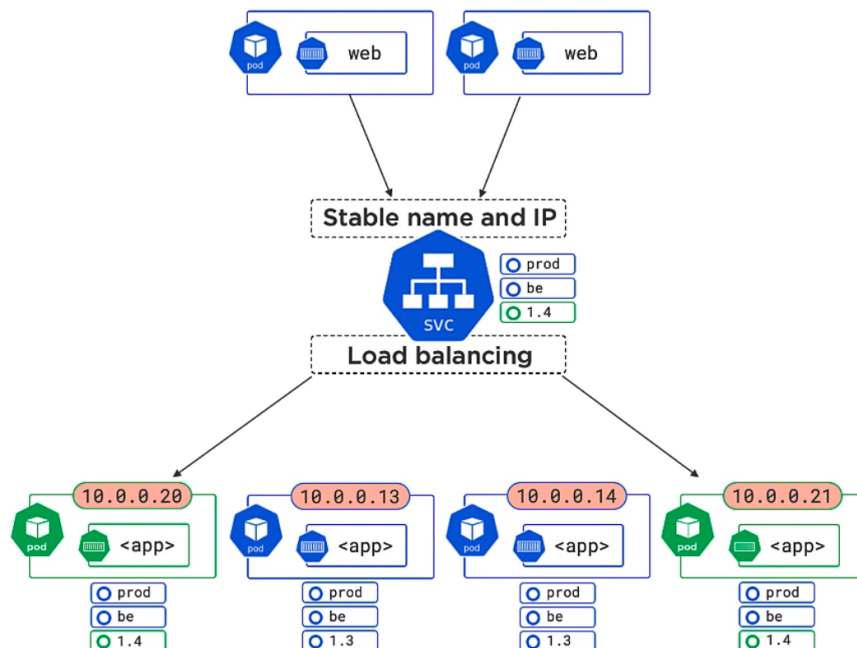 pod
web
pod
web
Stable name and IP
prod
be
1.4
SVC
Load balancing
10.0.0.20
10.0.0.13
10.0.0.14
10.0.0.21
pod
<app>
pod
<app>
pod
<app>
pod
<app>
prod
prod
prod
prod
be
be
be
be
1.4
1.3
1.3
1.4